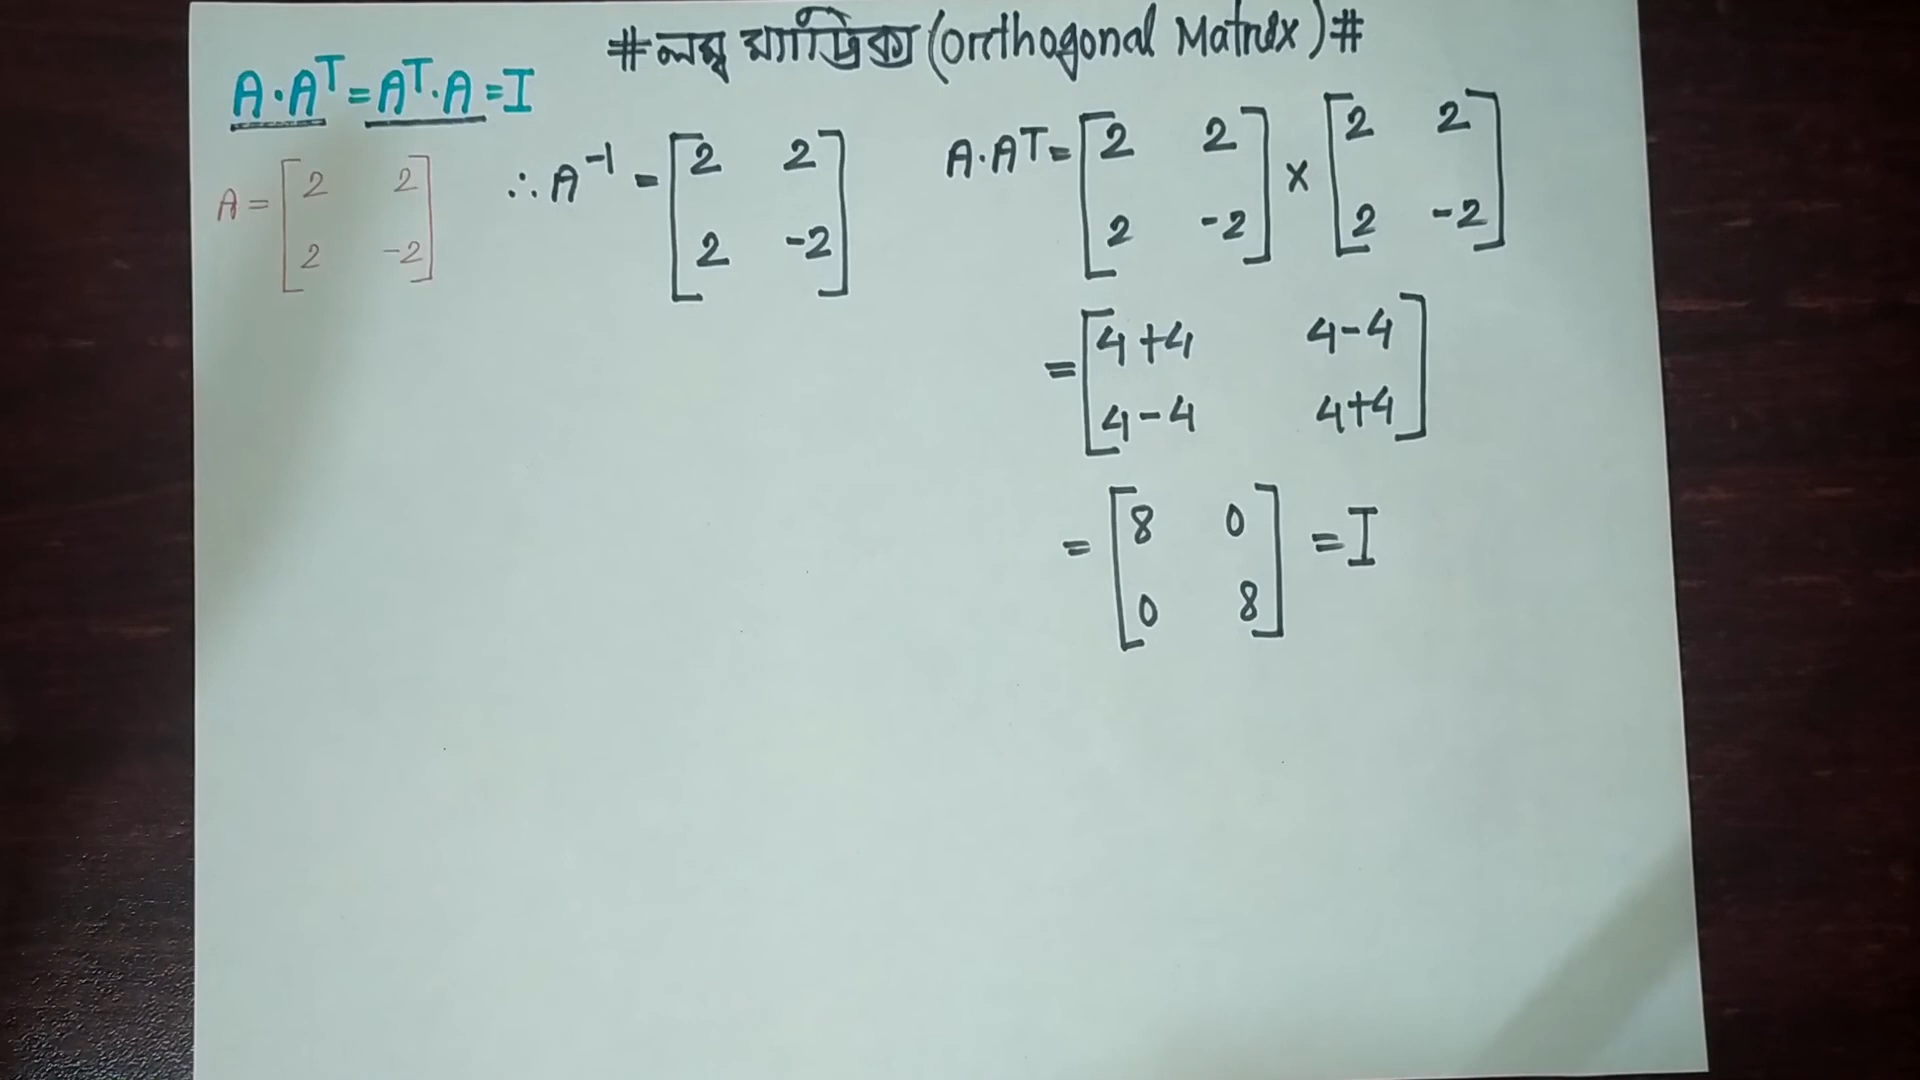 #লম্ব ম্যাট্রিক্স (Orthogonal Matrix)#
A·Aᵀ = Aᵀ·A = I
A = [2 2
2 -2]
∴ A⁻¹ = [2 2
2 -2]
A·Aᵀ = [2 2
2 -2] × [2 2
2 -2]
= [4+4 4-4
4-4 4+4]
= [8 0
0 8] = I